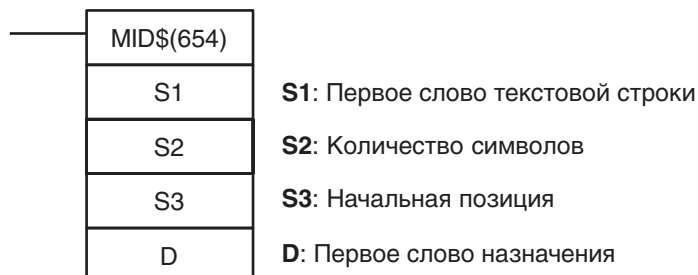 MID$(654)
S1 S1: Первое слово текстовой строки
S2 S2: Количество символов
S3 S3: Начальная позиция
D D: Первое слово назначения